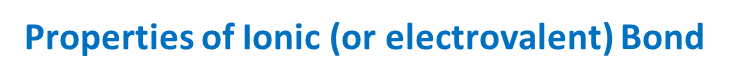 Properties of Ionic (or electrovalent) Bond